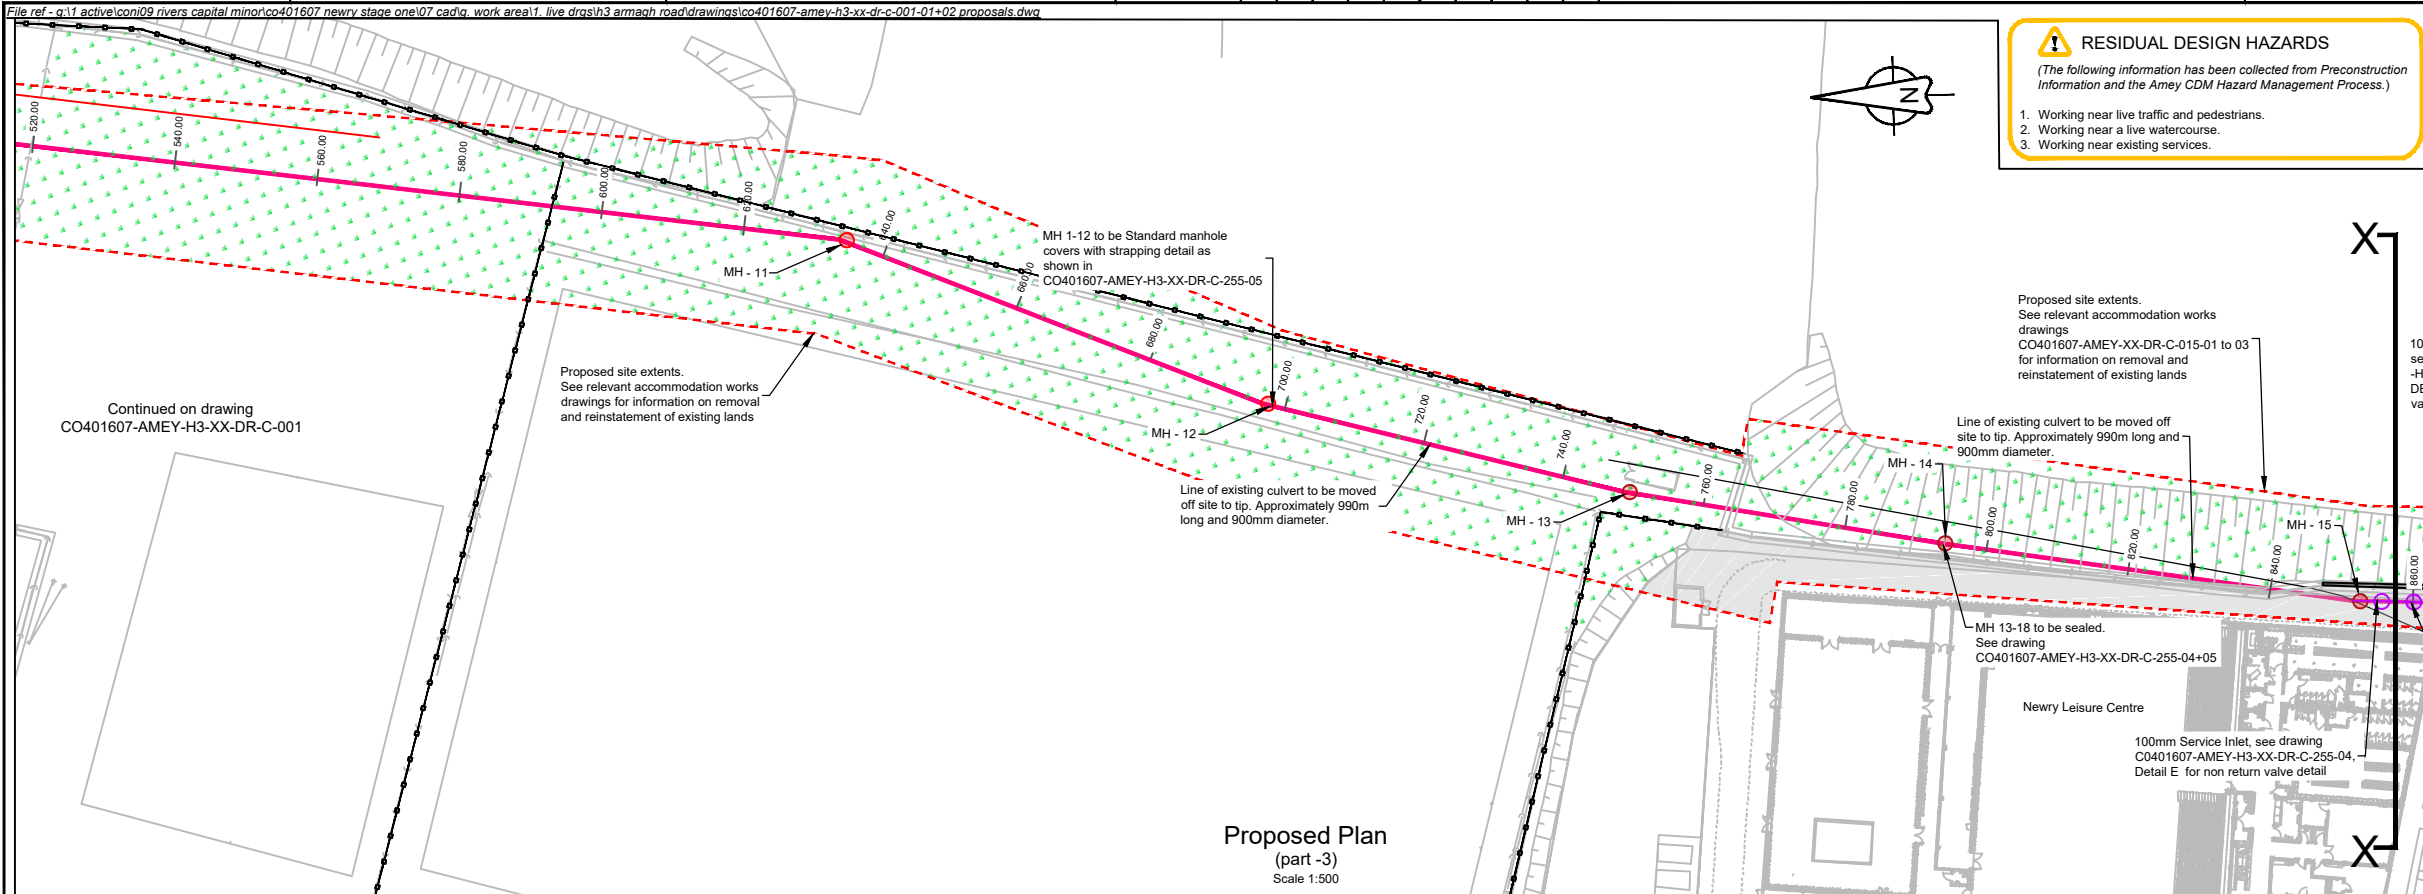 File ref - g:\1 active\coni09 rivers capital minor\co401607 newry stage one\07 cad\g. work area\1. live drgs\h3 armagh road\drawings\co401607-amey-h3-xx-dr-c-001-01+02 proposals.dwg
RESIDUAL DESIGN HAZARDS
(The following information has been collected from Preconstruction
Information and the Amey CDM Hazard Management Process.)
1. Working near live traffic and pedestrians.
2. Working near a live watercourse.
3. Working near existing services.
N
520.00
540.00
560.00
580.00
600.00
620.00
640.00
660.00
680.00
700.00
720.00
740.00
760.00
780.00
800.00
820.00
840.00
860.00
MH - 11
MH 1-12 to be Standard manhole
covers with strapping detail as
shown in
CO401607-AMEY-H3-XX-DR-C-255-05
X
Proposed site extents.
See relevant accommodation works
drawings
CO401607-AMEY-XX-DR-C-015-01 to 03
for information on removal and
reinstatement of existing lands
10
se
-H
DE
va
Proposed site extents.
See relevant accommodation works
drawings for information on removal
and reinstatement of existing lands
Continued on drawing
CO401607-AMEY-H3-XX-DR-C-001
MH - 12
Line of existing culvert to be moved off
site to tip. Approximately 990m long and
900mm diameter.
MH - 14
Line of existing culvert to be moved
off site to tip. Approximately 990m
long and 900mm diameter.
MH - 13
MH - 15
MH 13-18 to be sealed.
See drawing
CO401607-AMEY-H3-XX-DR-C-255-04+05
Newry Leisure Centre
100mm Service Inlet, see drawing
C0401607-AMEY-H3-XX-DR-C-255-04,
Detail E for non return valve detail
X
Proposed Plan
(part -3)
Scale 1:500